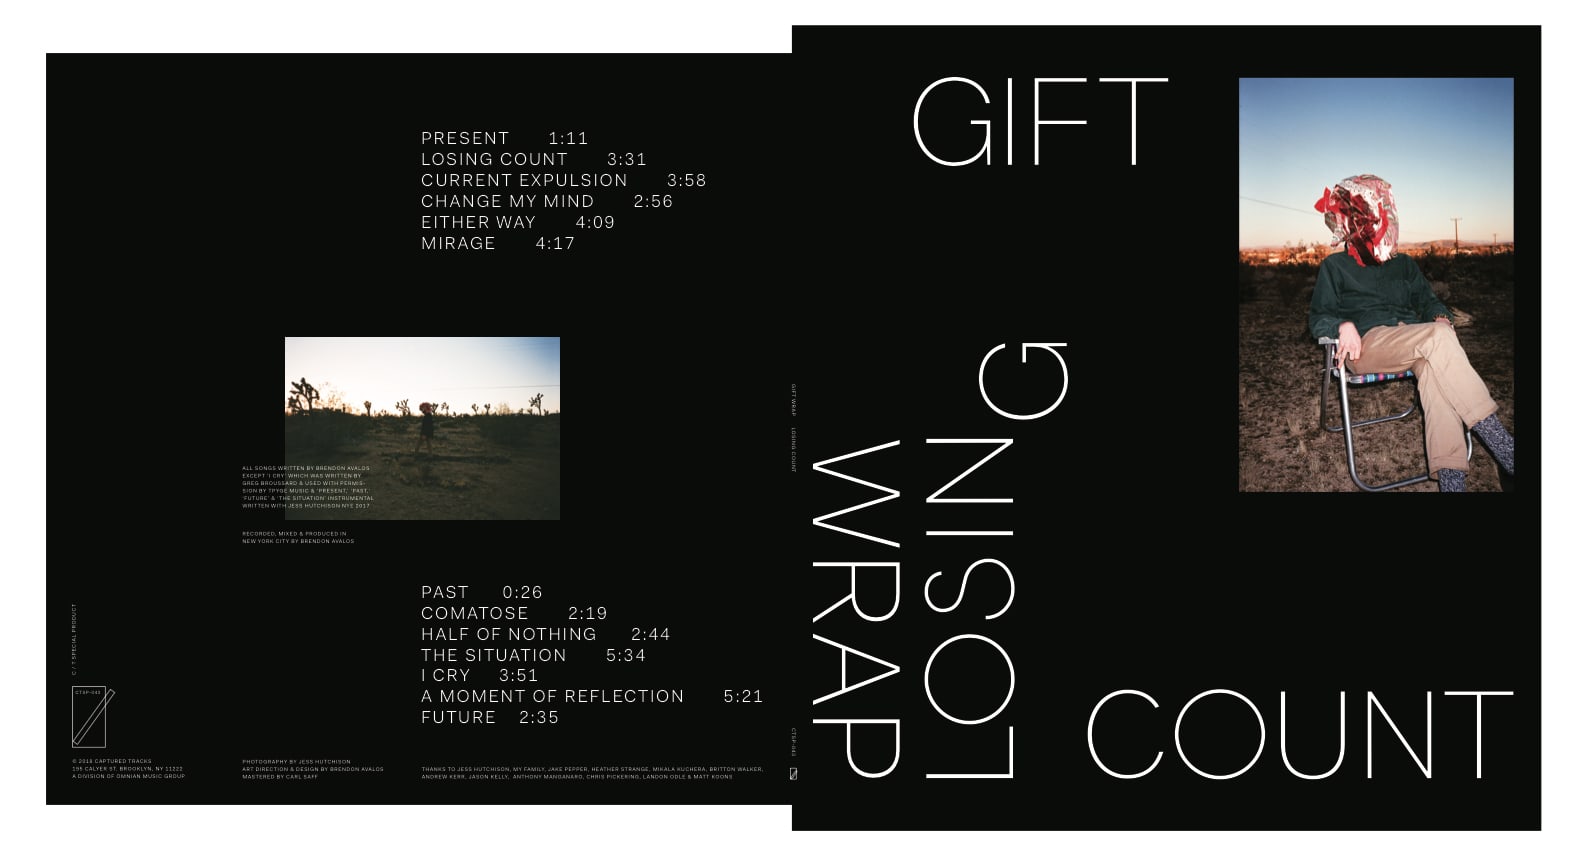 PRESENT 1:11
LOSING COUNT 3:31
CURRENT EXPULSION 3:58
CHANGE MY MIND 2:56
EITHER WAY 4:09
MIRAGE 4:17
ALL SONGS WRITTEN BY BRENDON AVALOS
EXCEPT 'I CRY' WHICH WAS WRITTEN BY
GREG BROUSSARD & USED WITH PERMIS-
SION BY TPYGE MUSIC & 'PRESENT,' 'PAST,'
'FUTURE' & 'THE SITUATION' INSTRUMENTAL
WRITTEN WITH JESS HUTCHISON NYE 2017
RECORDED, MIXED & PRODUCED IN
NEW YORK CITY BY BRENDON AVALOS
PAST 0:26
COMATOSE 2:19
HALF OF NOTHING 2:44
THE SITUATION 5:34
I CRY 3:51
A MOMENT OF REFLECTION 5:21
FUTURE 2:35
C / T SPECIAL PRODUCT
CTSP-043
© 2018 CAPTURED TRACKS
195 CALYER ST. BROOKLYN, NY 11222
A DIVISION OF OMNIAN MUSIC GROUP
PHOTOGRAPHY BY JESS HUTCHISON
ART DIRECTION & DESIGN BY BRENDON AVALOS
MASTERED BY CARL SAFF
THANKS TO JESS HUTCHISON, MY FAMILY, JAKE PEPPER, HEATHER STRANGE, MIKALA KUCHERA, BRITTON WALKER,
ANDREW KERR, JASON KELLY, ANTHONY MANGANARO, CHRIS PICKERING, LANDON ODLE & MATT KOONS
GIFT WRAP LOSING COUNT
CTSP-043
GIFT
WRAP
LOSING
COUNT